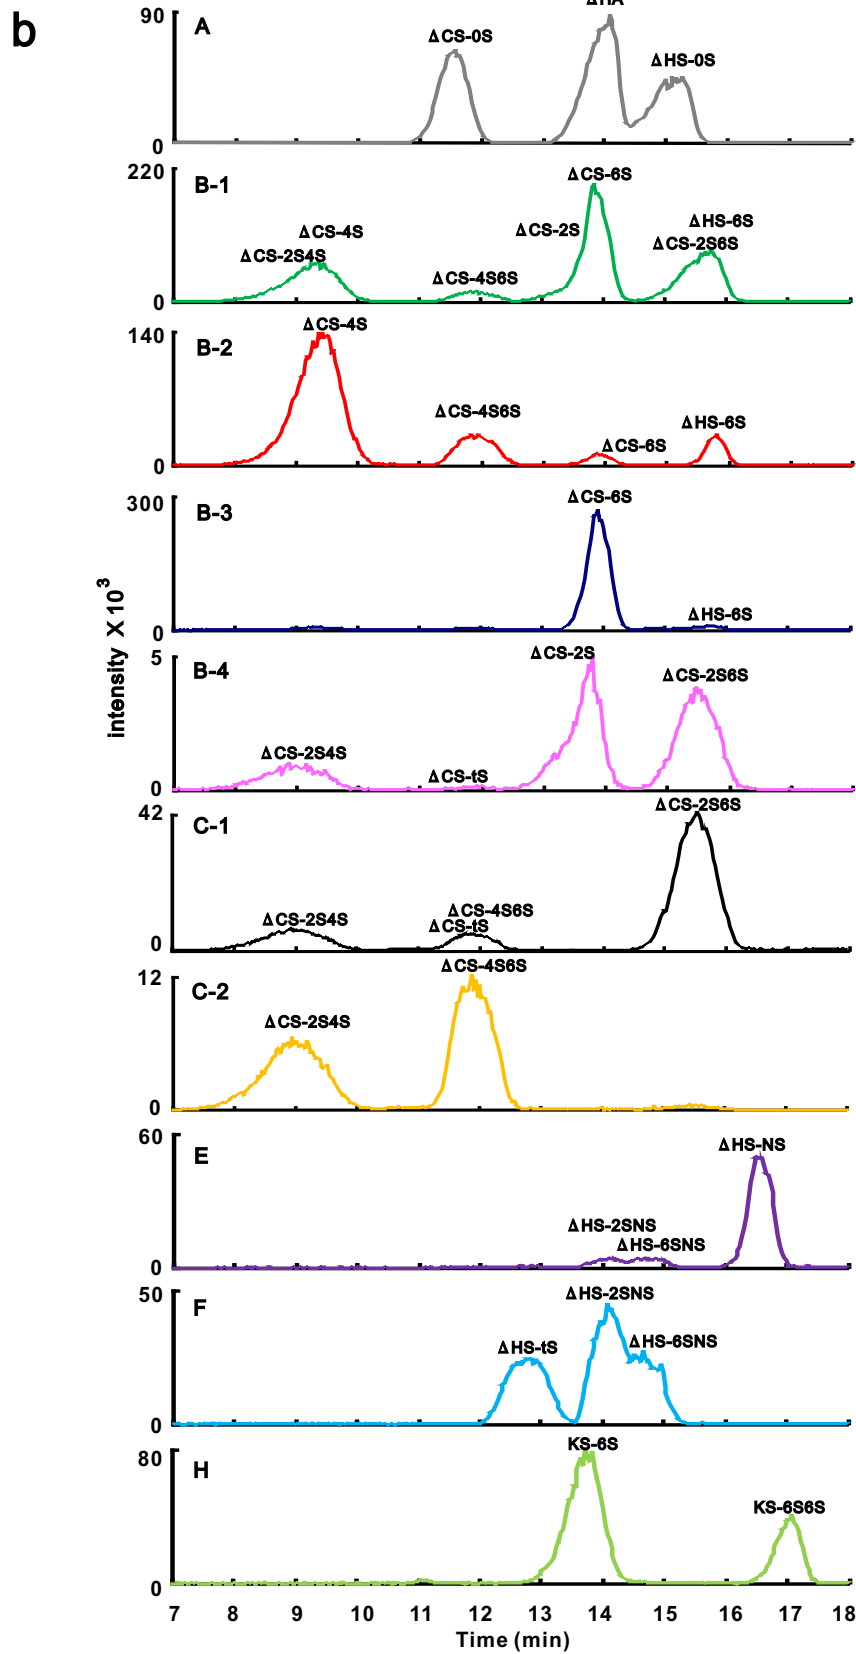 b
ΔHA
90
A
ΔCS-0S
ΔHS-0S
0
220
B-1
ΔCS-6S
ΔCS-4S
ΔCS-2S
ΔHS-6S
ΔCS-2S4S
ΔCS-2S6S
ΔCS-4S6S
0
140
B-2
ΔCS-4S
ΔCS-4S6S
ΔHS-6S
ΔCS-6S
0
300
B-3
ΔCS-6S
ΔHS-6S
0
intensity X 10³
5
B-4
ΔCS-2S
ΔCS-2S6S
ΔCS-2S4S
ΔCS-tS
0
42
C-1
ΔCS-2S6S
ΔCS-4S6S
ΔCS-2S4S
ΔCS-tS
0
12
C-2
ΔCS-4S6S
ΔCS-2S4S
0
60
E
ΔHS-NS
ΔHS-2SNS
ΔHS-6SNS
0
50
F
ΔHS-2SNS
ΔHS-tS
ΔHS-6SNS
0
80
H
KS-6S
KS-6S6S
0
7 8 9 10 11 12 13 14 15 16 17 18
Time (min)